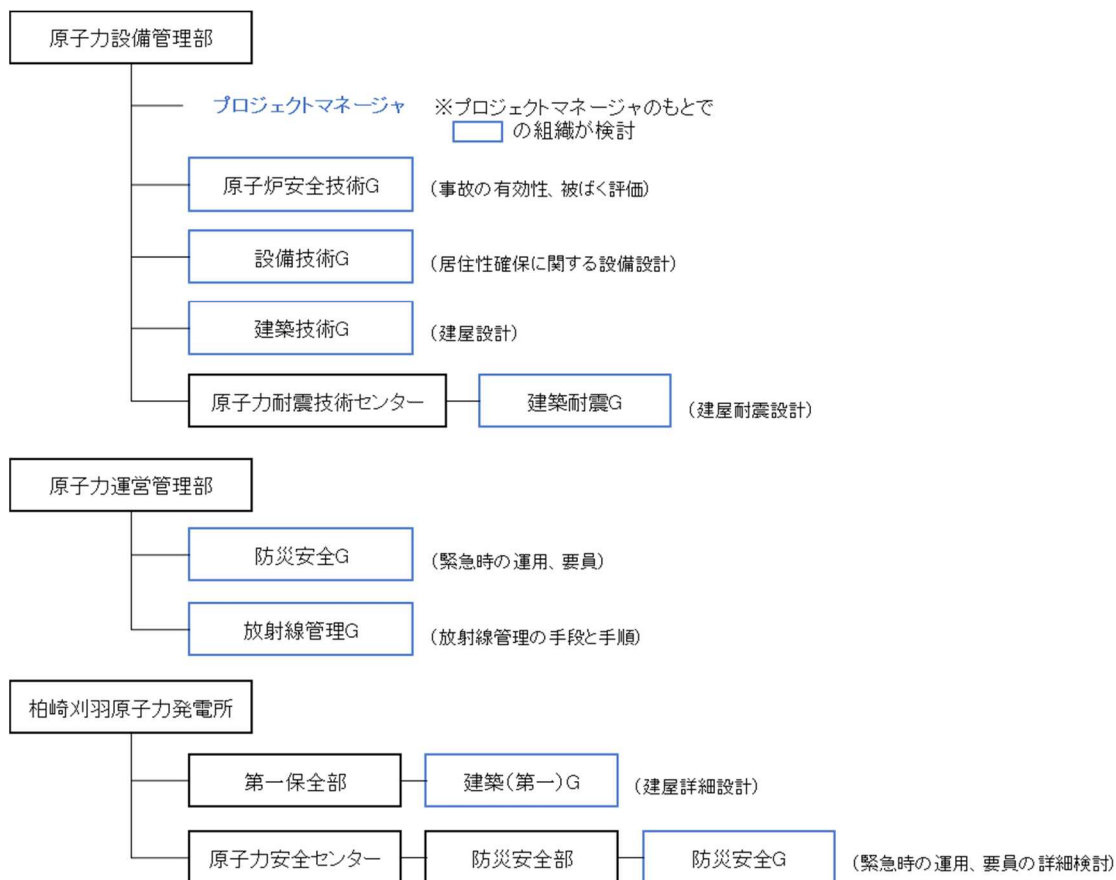 原子力設備管理部
プロジェクトマネージャ
※プロジェクトマネージャのもとで
の組織が検討
原子炉安全技術G
(事故の有効性、被ばく評価)
設備技術G
(居住性確保に関する設備設計)
建築技術G
(建屋設計)
原子力耐震技術センター
建築耐震G
(建屋耐震設計)
原子力運営管理部
防災安全G
(緊急時の運用、要員)
放射線管理G
(放射線管理の手段と手順)
柏崎刈羽原子力発電所
第一保全部
建築(第一)G
(建屋詳細設計)
原子力安全センター
防災安全部
防災安全G
(緊急時の運用、要員の詳細検討)